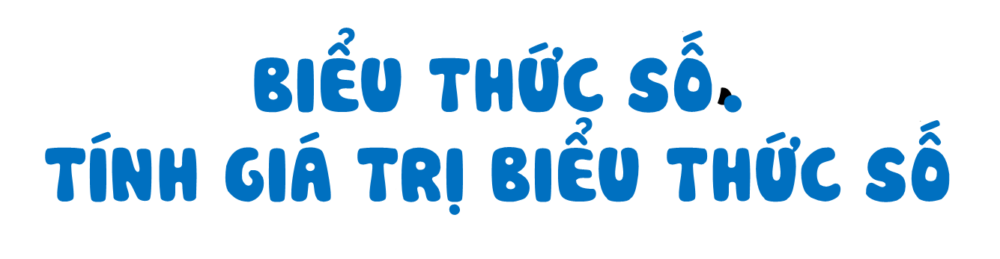 BIỂU THỨC SỐ.
TÍNH GIÁ TRỊ BIỂU THỨC SỐ